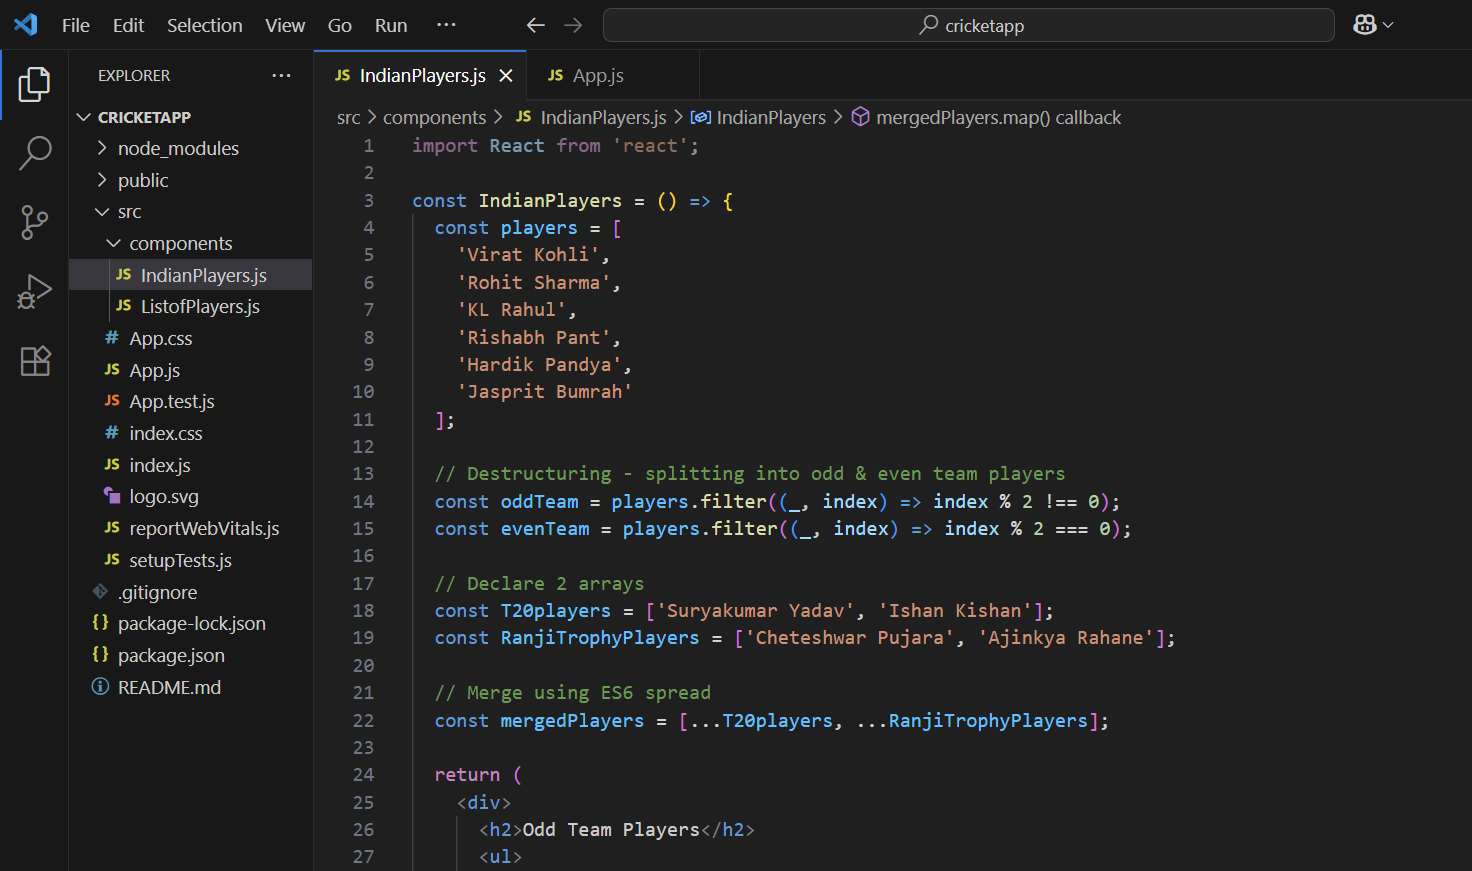 File Edit Selection View Go Run ··· ← → cricketapp
EXPLORER ···
CRICKETAPP
node_modules
public
src
components
JS IndianPlayers.js
JS ListofPlayers.js
# App.css
JS App.js
JS App.test.js
# index.css
JS index.js
logo.svg
JS reportWebVitals.js
JS setupTests.js
.gitignore
{} package-lock.json
{} package.json
README.md
JS IndianPlayers.js × JS App.js
src > components > JS IndianPlayers.js > IndianPlayers > mergedPlayers.map() callback
1 import React from 'react';
2
3 const IndianPlayers = () => {
4 const players = [
5 'Virat Kohli',
6 'Rohit Sharma',
7 'KL Rahul',
8 'Rishabh Pant',
9 'Hardik Pandya',
10 'Jasprit Bumrah'
11 ];
12
13 // Destructuring - splitting into odd & even team players
14 const oddTeam = players.filter((_, index) => index % 2 !== 0);
15 const evenTeam = players.filter((_, index) => index % 2 === 0);
16
17 // Declare 2 arrays
18 const T20players = ['Suryakumar Yadav', 'Ishan Kishan'];
19 const RanjiTrophyPlayers = ['Cheteshwar Pujara', 'Ajinkya Rahane'];
20
21 // Merge using ES6 spread
22 const mergedPlayers = [...T20players, ...RanjiTrophyPlayers];
23
24 return (
25 <div>
26 <h2>Odd Team Players</h2>
27 <ul>